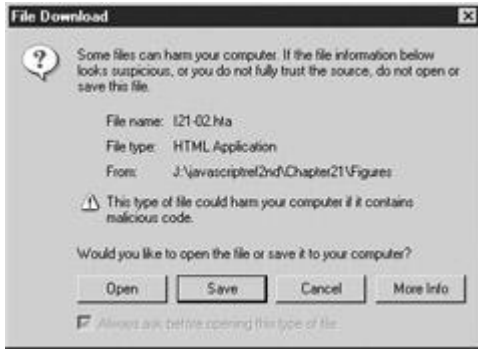 File Download
Some files can harm your computer. If the file information below
looks suspicious, or you do not fully trust the source, do not open or
save this file.
File name: l21-02.hta
File type: HTML Application
From: J:\javascriptref2nd\Chapter21\Figures
This type of file could harm your computer if it contains
malicious code.
Would you like to open the file or save it to your computer?
Open Save Cancel More Info
Always ask before opening this type of file